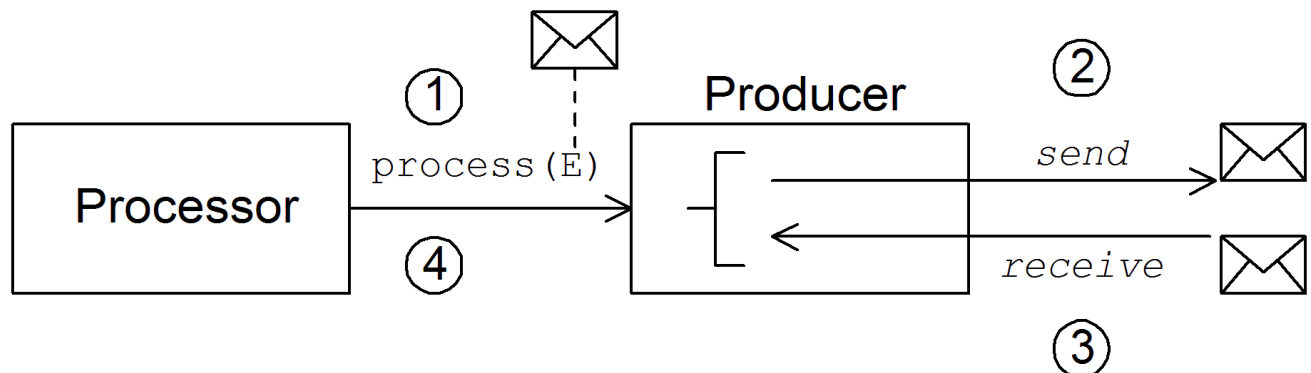 1
2
Producer
process(E)
send
Processor
4
receive
3